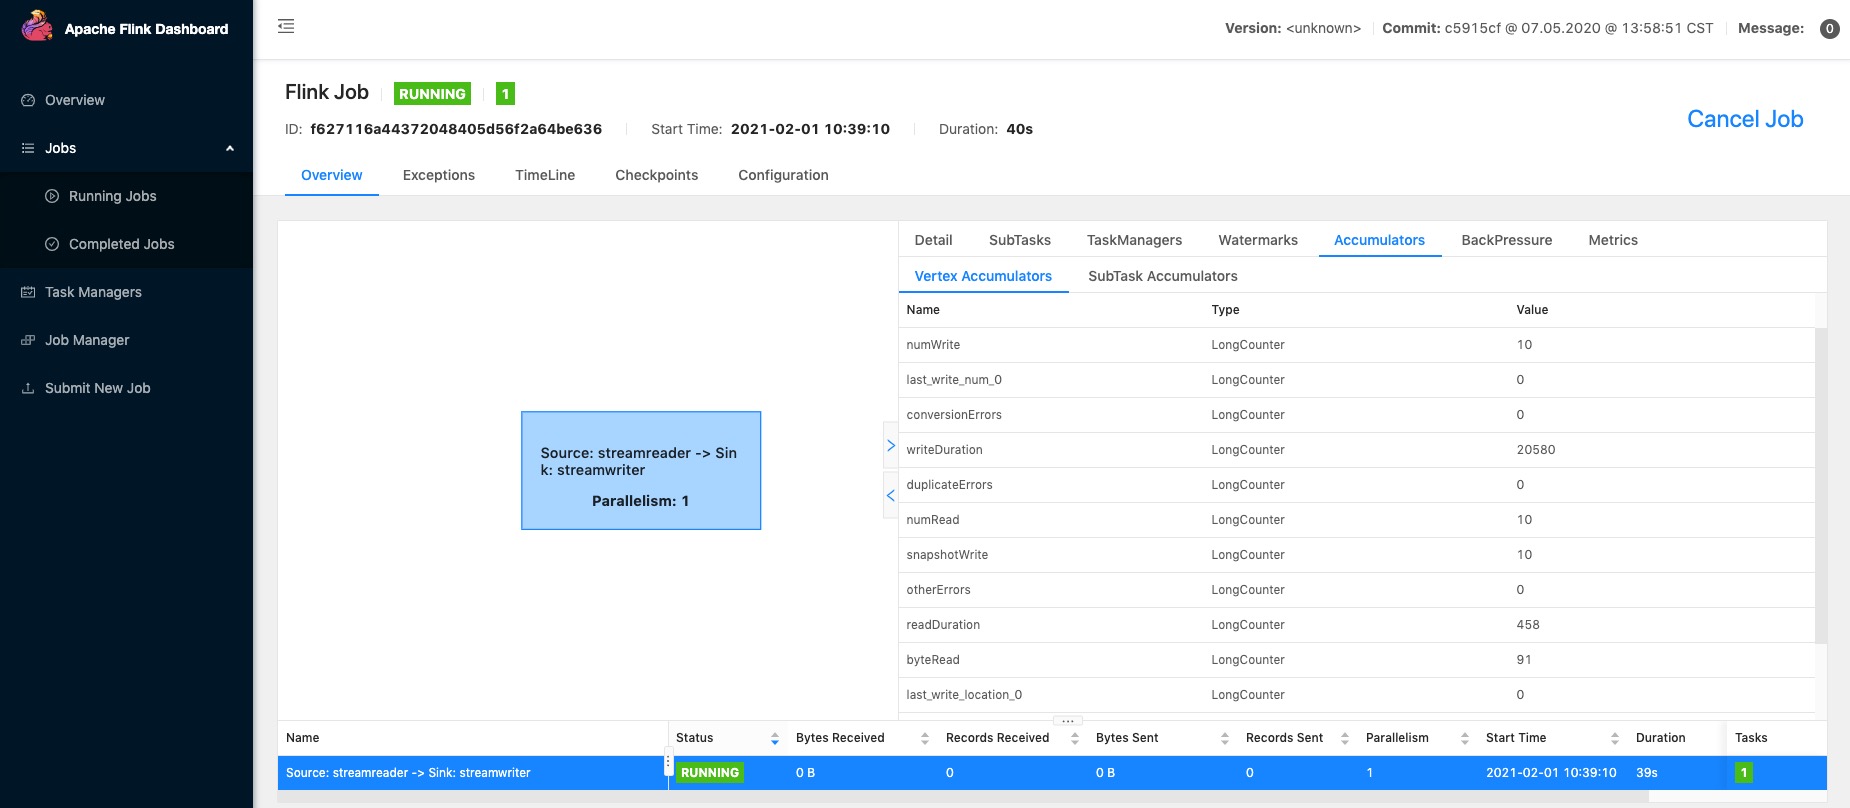 Apache Flink Dashboard
Version: <unknown> Commit: c5915cf @ 07.05.2020 @ 13:58:51 CST Message: 0
Overview
Jobs
Running Jobs
Completed Jobs
Task Managers
Job Manager
Submit New Job
Flink Job RUNNING 1
ID: f627116a44372048405d56f2a64be636 Start Time: 2021-02-01 10:39:10 Duration: 40s
Cancel Job
Overview Exceptions TimeLine Checkpoints Configuration
Source: streamreader -> Sin
k: streamwriter
Parallelism: 1
Detail SubTasks TaskManagers Watermarks Accumulators BackPressure Metrics
Vertex Accumulators SubTask Accumulators
Name Type Value
numWrite LongCounter 10
last_write_num_0 LongCounter 0
conversionErrors LongCounter 0
writeDuration LongCounter 20580
duplicateErrors LongCounter 0
numRead LongCounter 10
snapshotWrite LongCounter 10
otherErrors LongCounter 0
readDuration LongCounter 458
byteRead LongCounter 91
last_write_location_0 LongCounter 0
Name Status Bytes Received Records Received Bytes Sent Records Sent Parallelism Start Time Duration Tasks
Source: streamreader -> Sink: streamwriter RUNNING 0 B 0 0 B 0 1 2021-02-01 10:39:10 39s 1